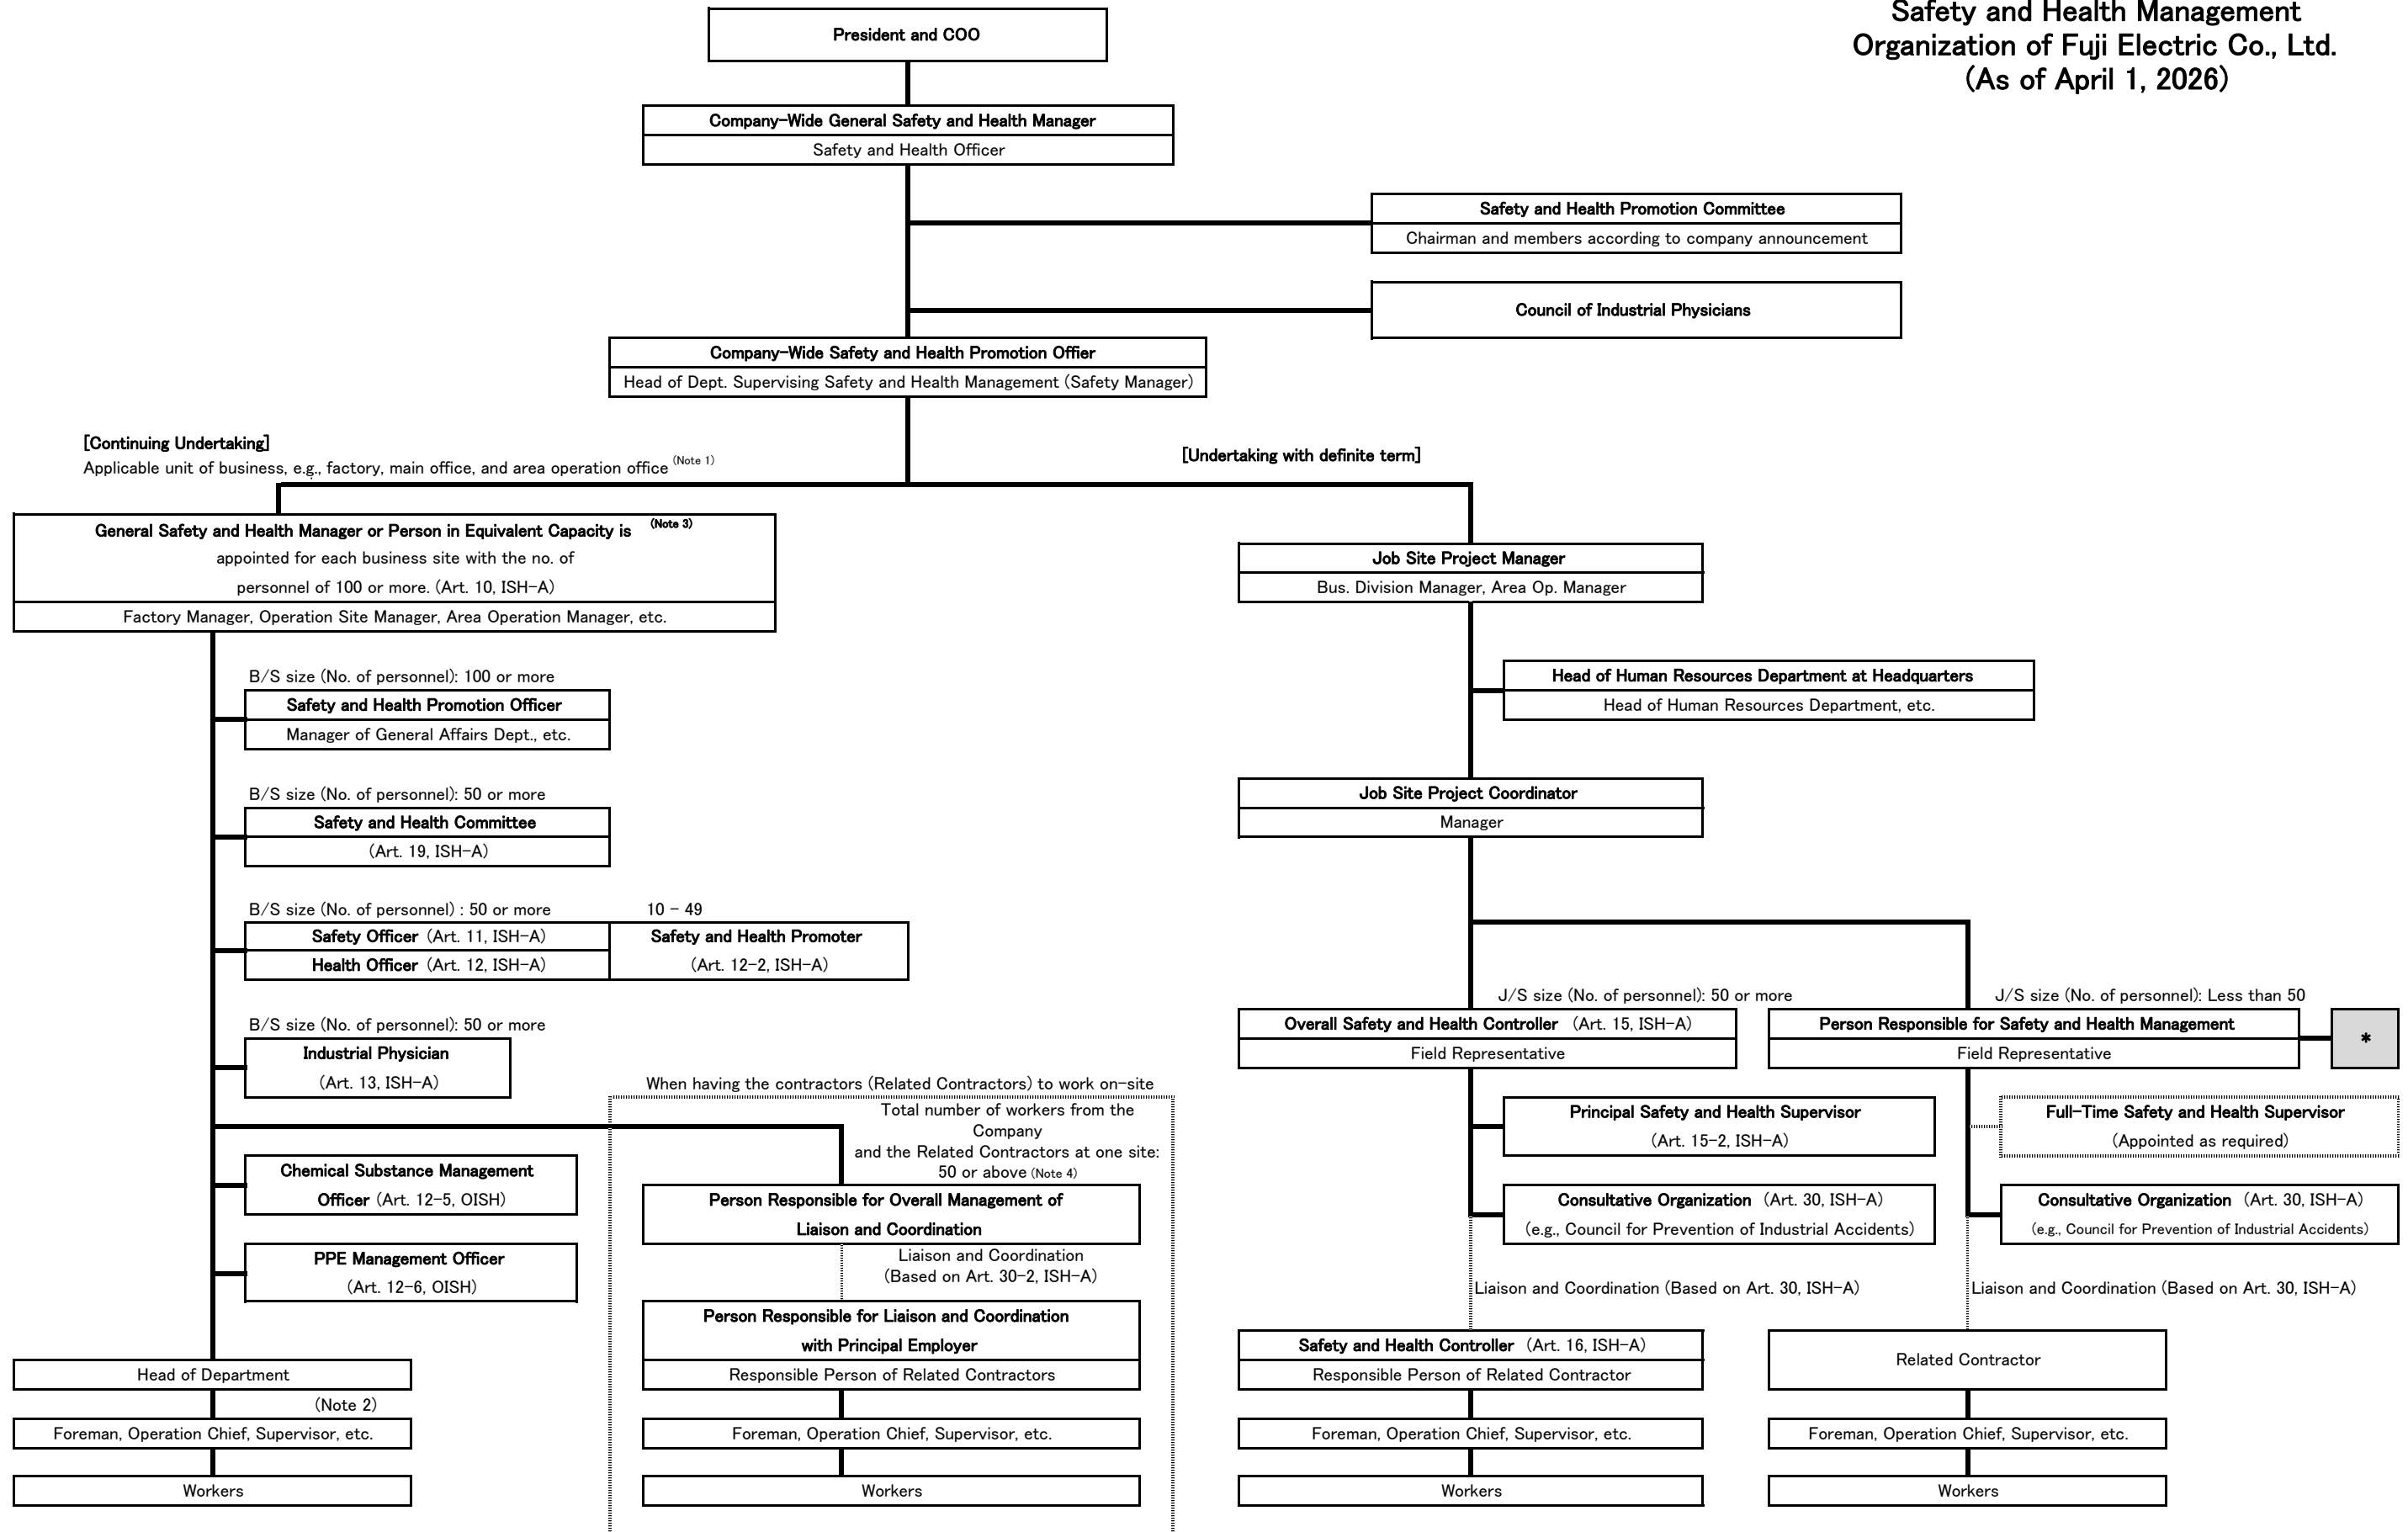 Safety and Health Management
Organization of Fuji Electric Co., Ltd.
(As of April 1, 2026)
President and COO
Company-Wide General Safety and Health Manager
Safety and Health Officer
Safety and Health Promotion Committee
Chairman and members according to company announcement
Council of Industrial Physicians
Company-Wide Safety and Health Promotion Offier
Head of Dept. Supervising Safety and Health Management (Safety Manager)
[Continuing Undertaking]
Applicable unit of business, e.g., factory, main office, and area operation office (Note 1)
[Undertaking with definite term]
General Safety and Health Manager or Person in Equivalent Capacity is (Note 3)
appointed for each business site with the no. of
personnel of 100 or more. (Art. 10, ISH-A)
Factory Manager, Operation Site Manager, Area Operation Manager, etc.
B/S size (No. of personnel): 100 or more
Safety and Health Promotion Officer
Manager of General Affairs Dept., etc.
B/S size (No. of personnel): 50 or more
Safety and Health Committee
(Art. 19, ISH-A)
B/S size (No. of personnel) : 50 or more
10 - 49
Safety Officer (Art. 11, ISH-A)
Health Officer (Art. 12, ISH-A)
Safety and Health Promoter
(Art. 12-2, ISH-A)
B/S size (No. of personnel): 50 or more
Industrial Physician
(Art. 13, ISH-A)
Chemical Substance Management
Officer (Art. 12-5, OISH)
PPE Management Officer
(Art. 12-6, OISH)
Head of Department
(Note 2)
Foreman, Operation Chief, Supervisor, etc.
Workers
When having the contractors (Related Contractors) to work on-site
Total number of workers from the
Company
and the Related Contractors at one site:
50 or above (Note 4)
Person Responsible for Overall Management of
Liaison and Coordination
Liaison and Coordination
(Based on Art. 30-2, ISH-A)
Person Responsible for Liaison and Coordination
with Principal Employer
Responsible Person of Related Contractors
Foreman, Operation Chief, Supervisor, etc.
Workers
Job Site Project Manager
Bus. Division Manager, Area Op. Manager
Head of Human Resources Department at Headquarters
Head of Human Resources Department, etc.
Job Site Project Coordinator
Manager
J/S size (No. of personnel): 50 or more
Overall Safety and Health Controller (Art. 15, ISH-A)
Field Representative
Principal Safety and Health Supervisor
(Art. 15-2, ISH-A)
Consultative Organization (Art. 30, ISH-A)
(e.g., Council for Prevention of Industrial Accidents)
Liaison and Coordination (Based on Art. 30, ISH-A)
Safety and Health Controller (Art. 16, ISH-A)
Responsible Person of Related Contractor
Foreman, Operation Chief, Supervisor, etc.
Workers
J/S size (No. of personnel): Less than 50
Person Responsible for Safety and Health Management
Field Representative
*
Full-Time Safety and Health Supervisor
(Appointed as required)
Consultative Organization (Art. 30, ISH-A)
(e.g., Council for Prevention of Industrial Accidents)
Liaison and Coordination (Based on Art. 30, ISH-A)
Related Contractor
Foreman, Operation Chief, Supervisor, etc.
Workers